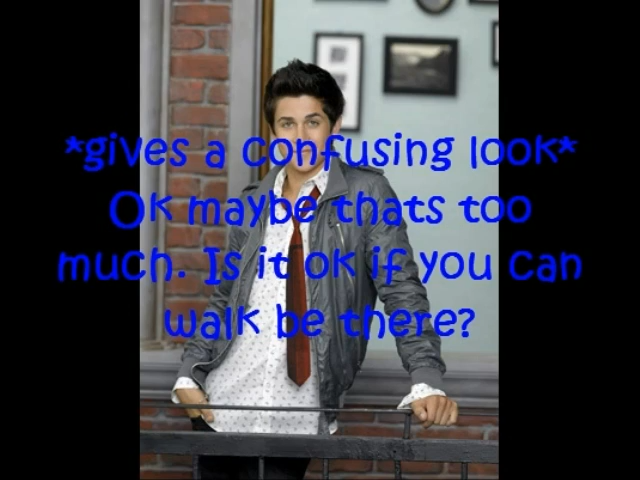 *gives a confusing look*
Ok maybe thats too
much. Is it ok if you can
walk be there?